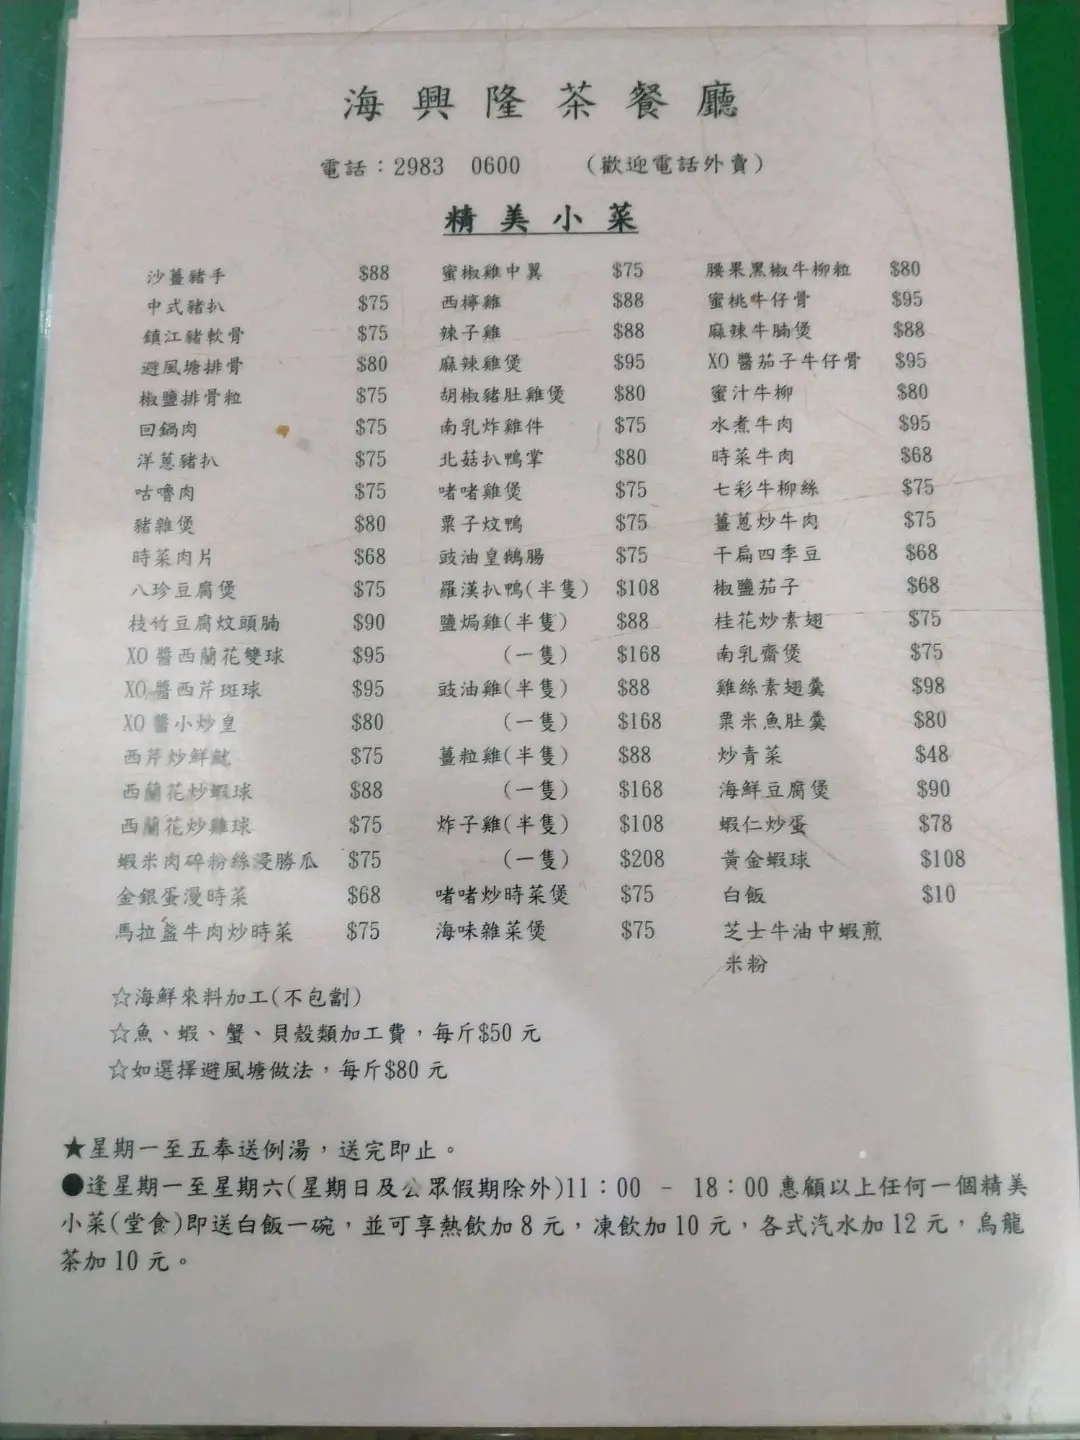 海興隆茶餐廳
電話：2983 0600 （歡迎電話外賣）
精美小菜
沙薑豬手 $88 蜜椒雞中翼 $75 腰果黑椒牛柳粒 $80
中式豬扒 $75 西檸雞 $88 蜜桃牛仔骨 $95
鎮江豬軟骨 $75 辣子雞 $88 麻辣牛腩煲 $88
避風塘排骨 $80 麻辣雞煲 $95 XO醬茄子牛仔骨 $95
椒鹽排骨粒 $75 胡椒豬肚雞煲 $80 蜜汁牛柳 $80
回鍋肉 $75 南乳炸雞件 $75 水煮牛肉 $95
洋蔥豬扒 $75 北菇扒鴨掌 $80 時菜牛肉 $68
咕嚕肉 $75 啫啫雞煲 $75 七彩牛柳絲 $75
豬雜煲 $80 粟子炆鴨 $75 薑蔥炒牛肉 $75
時菜肉片 $68 豉油皇鵝腸 $75 干扁四季豆 $68
八珍豆腐煲 $75 羅漢扒鴨(半隻) $108 椒鹽茄子 $68
枝竹豆腐炆頭腩 $90 鹽焗雞(半隻) $88 桂花炒素翅 $75
XO醬西蘭花雙球 $95 (一隻) $168 南乳齋煲 $75
XO醬西芹斑球 $95 豉油雞(半隻) $88 雞絲素翅羹 $98
XO醬小炒皇 $80 (一隻) $168 粟米魚肚羹 $80
西芹炒鮮魷 $75 薑粒雞(半隻) $88 炒青菜 $48
西蘭花炒蝦球 $88 (一隻) $168 海鮮豆腐煲 $90
西蘭花炒雞球 $75 炸子雞(半隻) $108 蝦仁炒蛋 $78
蝦米肉碎粉絲浸勝瓜 $75 (一隻) $208 黃金蝦球 $108
金銀蛋漫時菜 $68 啫啫炒時菜煲 $75 白飯 $10
馬拉盞牛肉炒時菜 $75 海味雜菜煲 $75 芝士牛油中蝦煎
米粉
☆海鮮來料加工(不包劏)
☆魚、蝦、蟹、貝殼類加工費，每斤$50元
☆如選擇避風塘做法，每斤$80元
★星期一至五奉送例湯，送完即止。
●逢星期一至星期六(星期日及公眾假期除外)11：00 – 18：00惠顧以上任何一個精美
小菜(堂食)即送白飯一碗，並可享熱飲加8元，凍飲加10元，各式汽水加12元，烏龍
茶加10元。